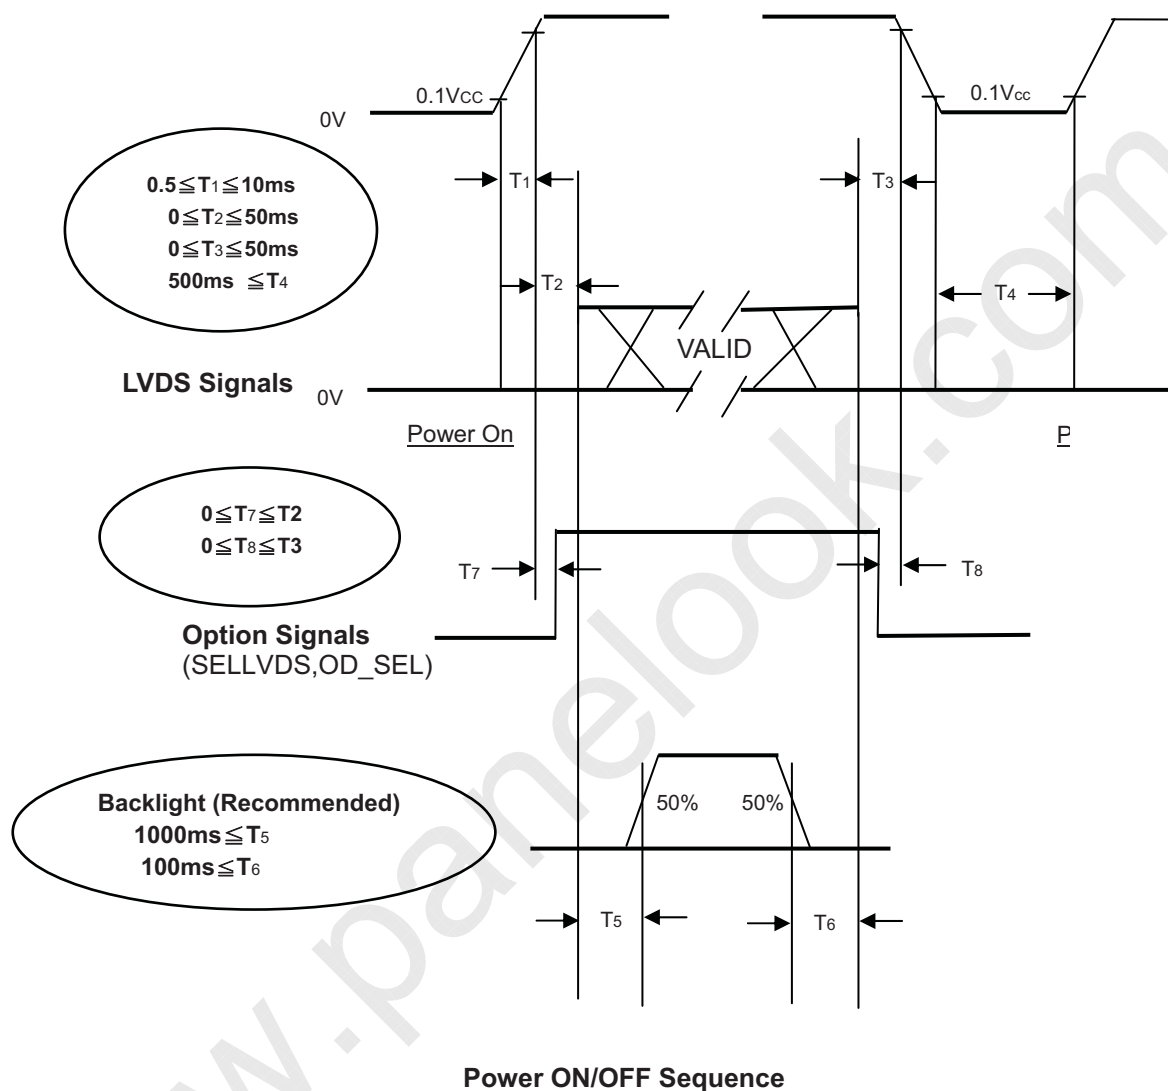 0.1VCC
0.1Vcc
0V
0.5≦T1≦10ms
0≦T2≦50ms
0≦T3≦50ms
500ms ≦T4
T1
T3
T2
T4
VALID
LVDS Signals
0V
Power On
P
0≦T7≦T2
0≦T8≦T3
T7
T8
Option Signals
(SELLVDS,OD_SEL)
Backlight (Recommended)
1000ms≦T5
100ms≦T6
50%
50%
T5
T6
Power ON/OFF Sequence
w.panelook.com